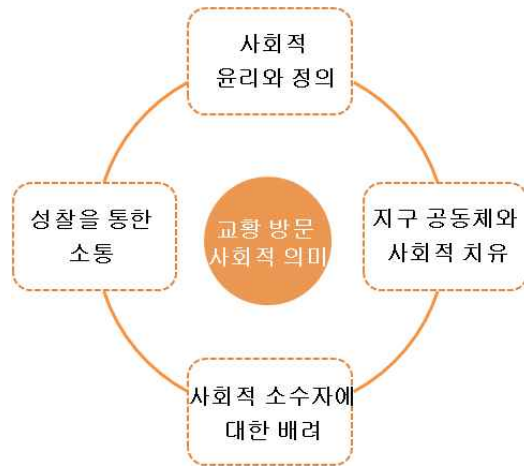 사회적
윤리와 정의
성찰을 통한
소통
교황 방문
사회적 의미
지구 공동체와
사회적 치유
사회적 소수자에
대한 배려